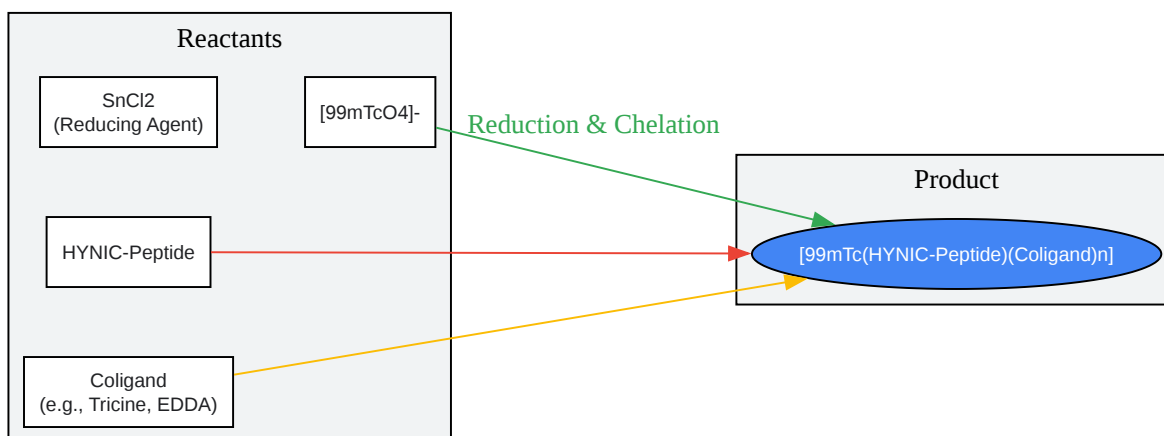 Reactants
SnCl2
(Reducing Agent)
[99mTcO4]-
Reduction & Chelation
Product
HYNIC-Peptide
[99mTc(HYNIC-Peptide)(Coligand)n]
Coligand
(e.g., Tricine, EDDA)